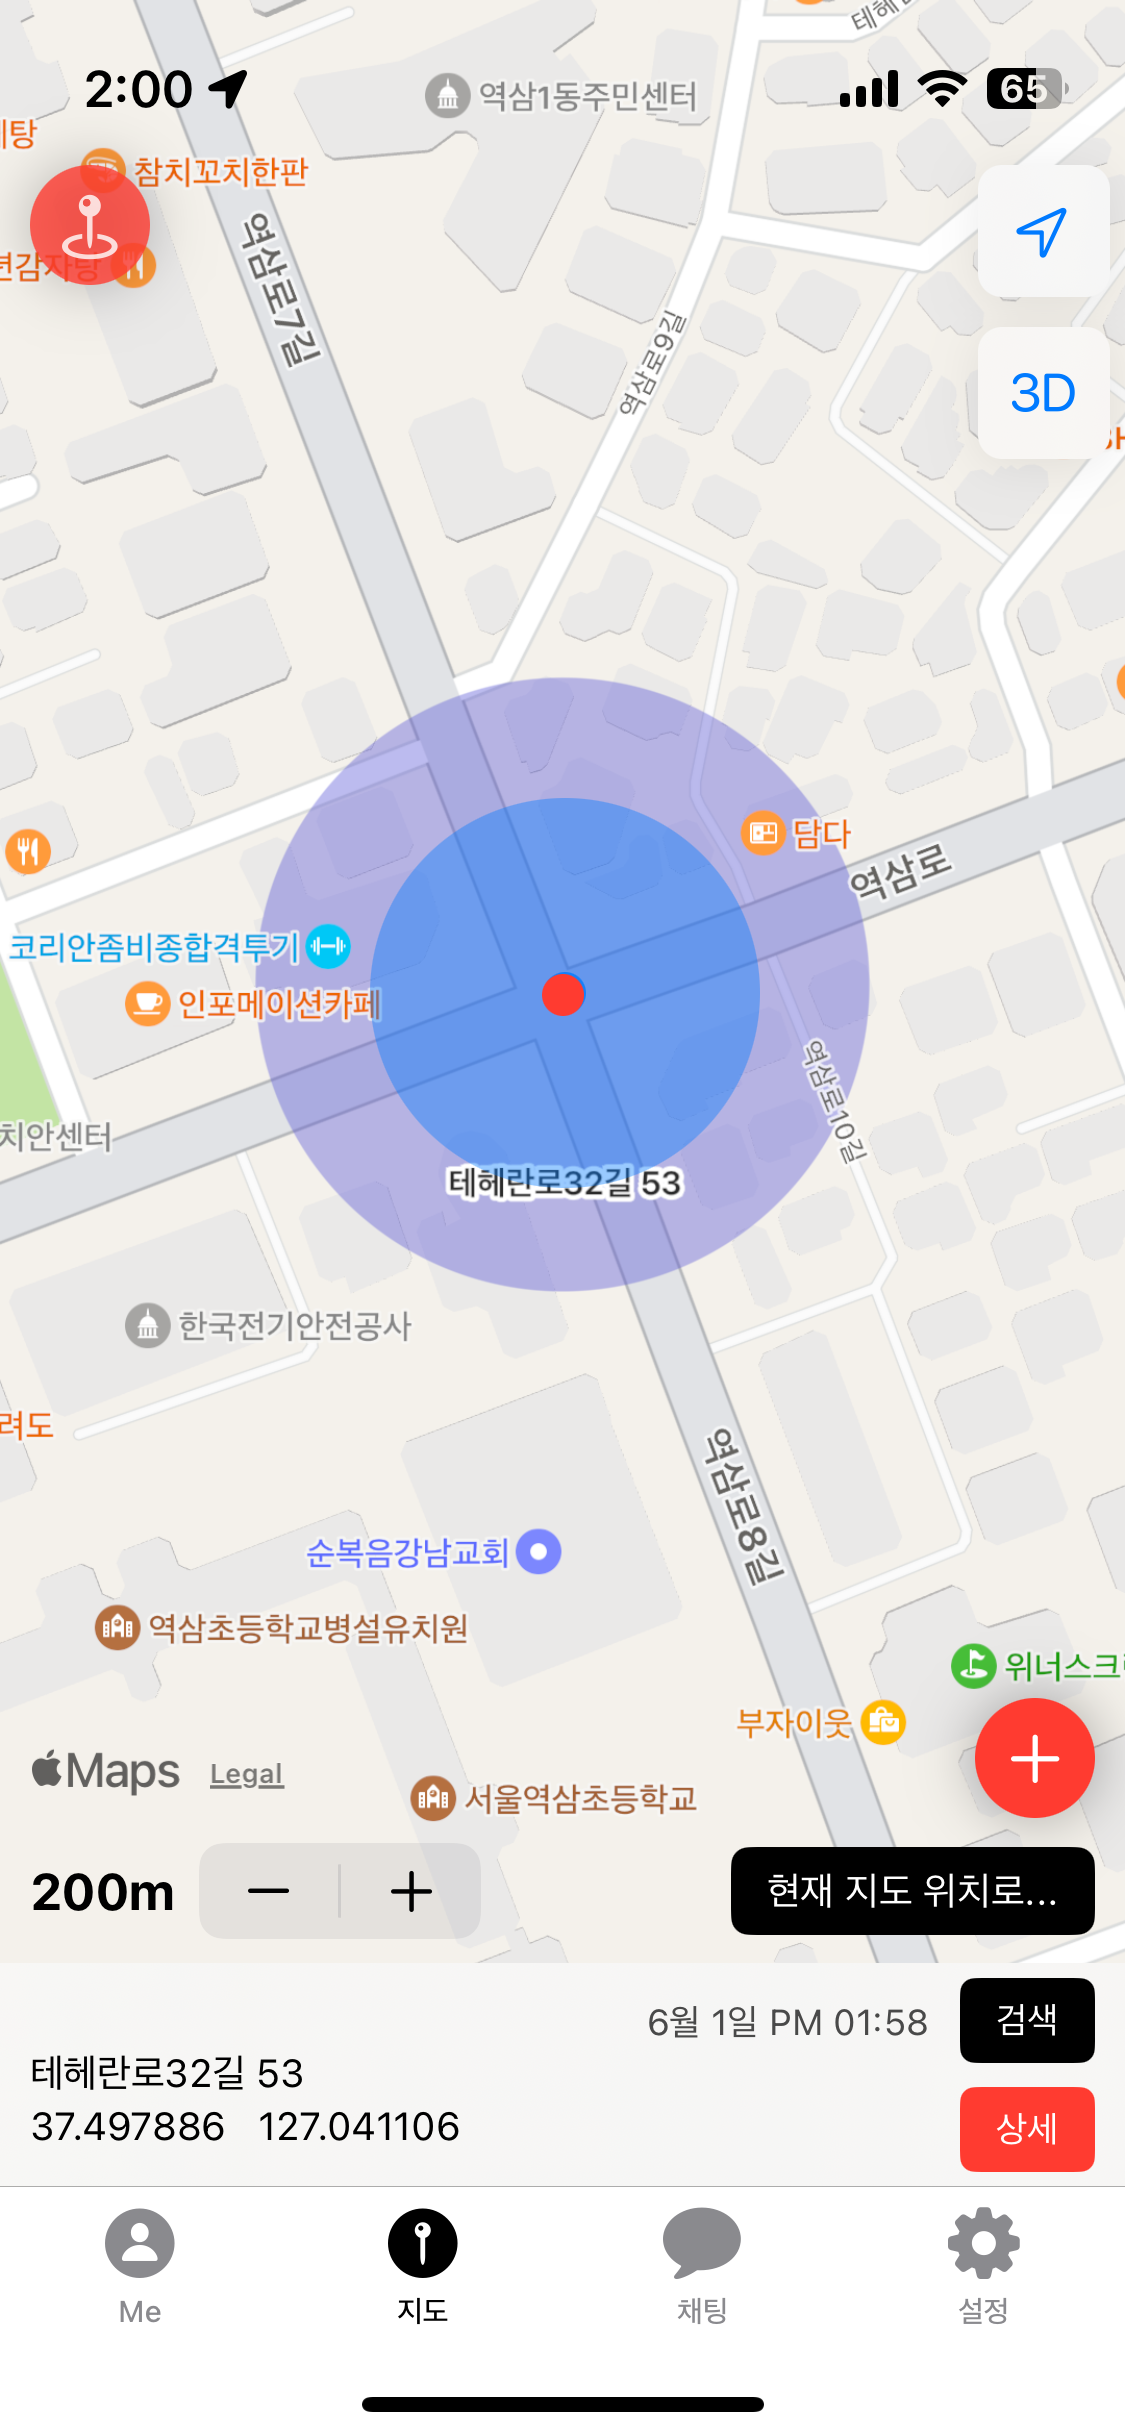 테헤
2:00
65
역삼1동주민센터
테탕
참치꼬치한판
역삼로7길
변감자탕
역삼로9길
3D
담다
역삼로
코리안좀비종합격투기
인포메이션카페
역삼로10길
치안센터
테헤란로32길 53
한국전기안전공사
려도
역삼로8길
순복음강남교회
역삼초등학교병설유치원
위너스크
부자이웃
Maps Legal
서울역삼초등학교
200m
현재 지도 위치로...
6월 1일 PM 01:58
검색
테헤란로32길 53
37.497886 127.041106
상세
Me
지도
채팅
설정